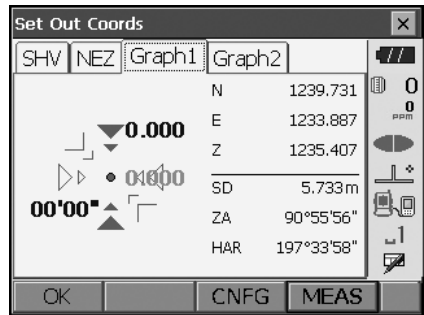 Set Out Coords
SHV NEZ Graph1 Graph2
N 1239.731
E 1233.887
Z 1235.407
SD 5.733m
ZA 90°55'56"
HAR 197°33'58"
0.000
00'00"
0
0
PPM
1
OK CNFG MEAS